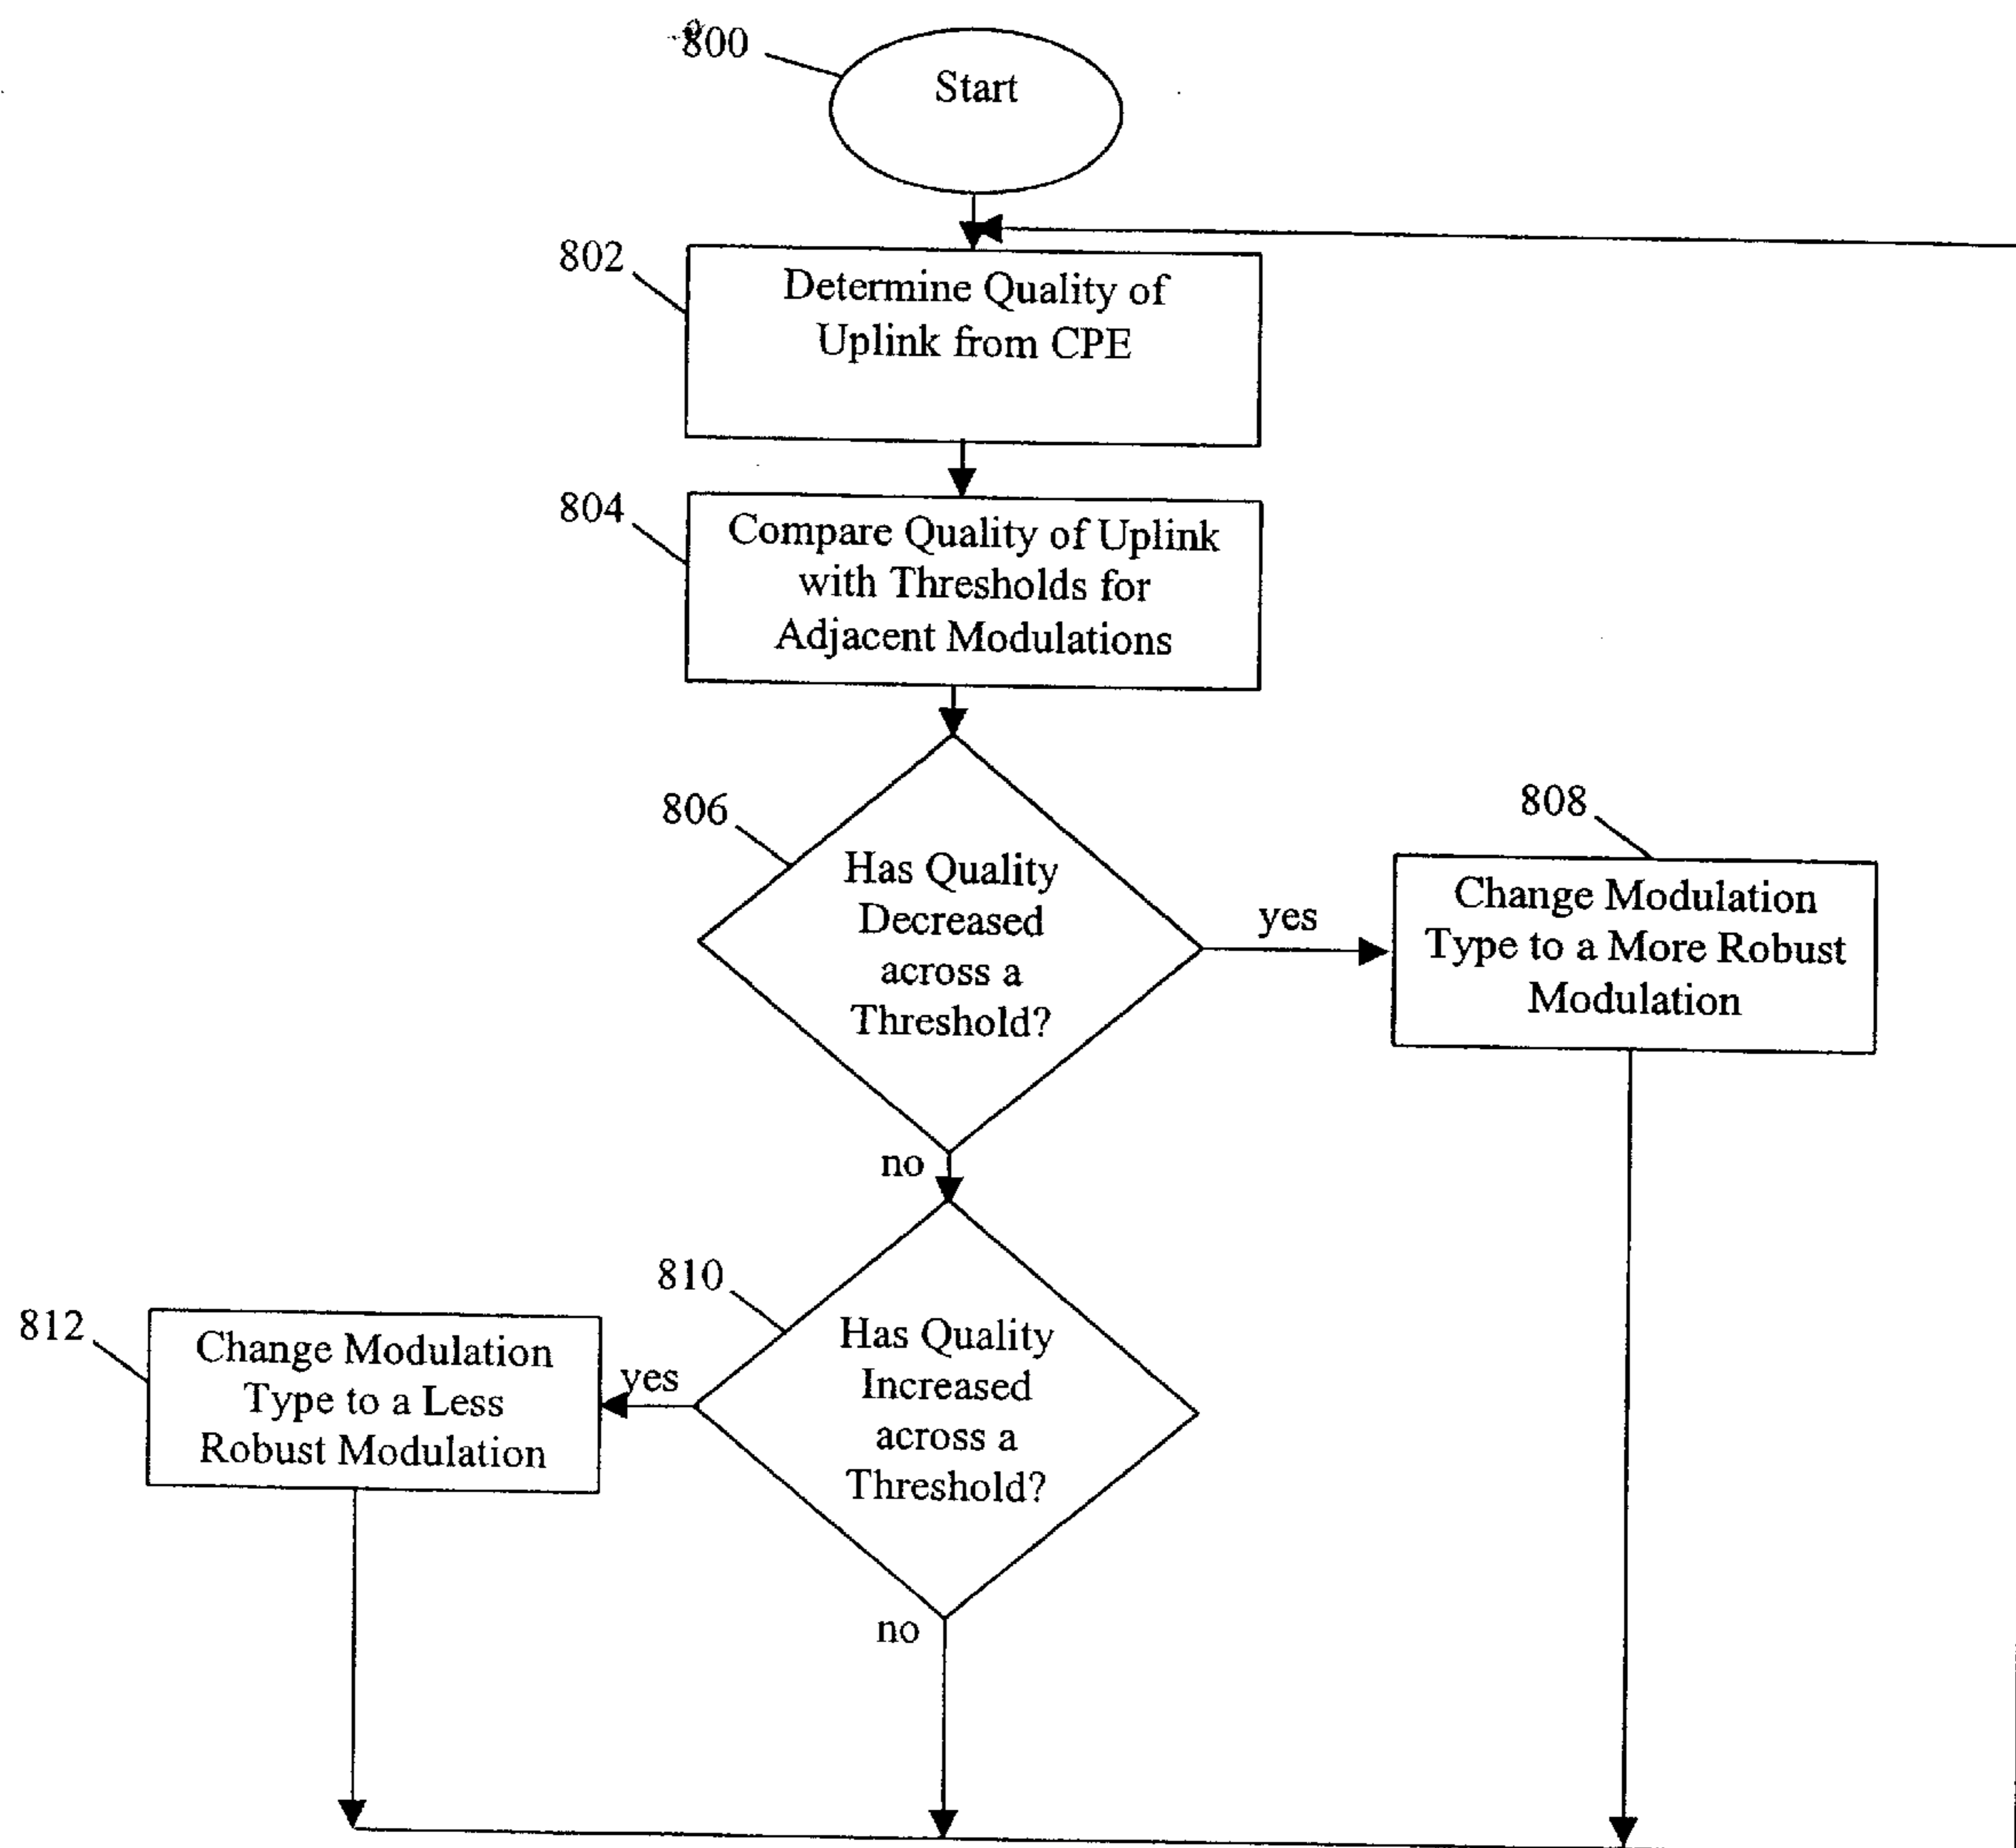 800
Start
802
Determine Quality of
Uplink from CPE
804
Compare Quality of Uplink
with Thresholds for
Adjacent Modulations
806
Has Quality
Decreased
across a
Threshold?
yes
808
Change Modulation
Type to a More Robust
Modulation
no
810
Has Quality
Increased
across a
Threshold?
yes
812
Change Modulation
Type to a Less
Robust Modulation
no